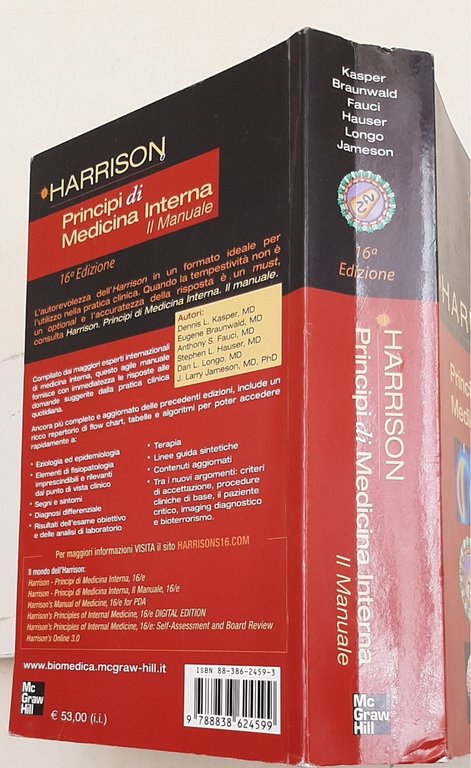 HARRISON
Principi di
Medicina Interna
Il Manuale
16a Edizione
L'autorevolezza dell'Harrison in un formato ideale per
l'utilizzo nella pratica clinica. Quando la tempestività non è
un optional e l'accuratezza della risposta è un must,
consulta Harrison. Principi di Medicina Interna. Il manuale.
Compilato dai maggiori esperti internazionali
di medicina interna, questo agile manuale
fornisce con immediatezza le risposte alle
domande suggerite dalla pratica clinica
quotidiana.
Autori:
Dennis L. Kasper, MD
Eugene Braunwald, MD
Anthony S. Fauci, MD
Stephen L. Hauser, MD
Dan L. Longo, MD
J. Larry Jameson, MD, PhD
Ancora più completo e aggiornato delle precedenti edizioni, include un
ricco repertorio di flow chart, tabelle e algoritmi per poter accedere
rapidamente a:
• Eziologia ed epidemiologia
• Elementi di fisiopatologia
imprescindibili e rilevanti
dal punto di vista clinico
• Segni e sintomi
• Diagnosi differenziale
• Risultati dell'esame obiettivo
e delle analisi di laboratorio
• Terapia
• Linee guida sintetiche
• Contenuti aggiornati
• Tra i nuovi argomenti: criteri
di accettazione, procedure
cliniche di base, il paziente
critico, Imaging diagnostico
e bioterrorismo.
Per maggiori informazioni VISITA il sito HARRISONS16.COM
Il mondo dell'Harrison:
Harrison - Principi di Medicina Interna, 16/e
Harrison - Principi di Medicina Interna, Il Manuale, 16/e
Harrison's Manual of Medicine, 16/e for PDA
Harrison's Principles of Internal Medicine, 16/e DIGITAL EDITION
Harrison's Principles of Internal Medicine, 16/e: Self-Assessment and Board Review
Harrison's Online 3.0
www.biomedica.mcgraw-hill.it
Mc
Graw
Hill
€ 53,00 (i.i.)
ISBN 88-386-2459-3
9 788838 624599
Kasper
Braunwald
Fauci
Hauser
Longo
Jameson
16a
Edizione
HARRISON
Principi di Medicina Interna
Il Manuale
Mc
Graw
Hill